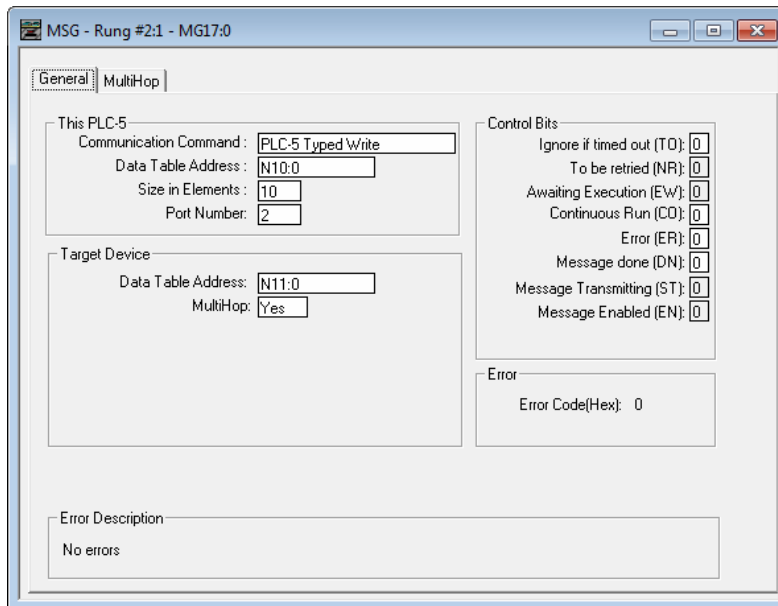 MSG - Rung #2:1 - MG17:0
General MultiHop
This PLC-5
Communication Command : PLC-5 Typed Write
Data Table Address : N10:0
Size in Elements : 10
Port Number: 2
Target Device
Data Table Address: N11:0
MultiHop: Yes
Control Bits
Ignore if timed out (TO): 0
To be retried (NR): 0
Awaiting Execution (EW): 0
Continuous Run (CO): 0
Error (ER): 0
Message done (DN): 0
Message Transmitting (ST): 0
Message Enabled (EN): 0
Error
Error Code(Hex): 0
Error Description
No errors